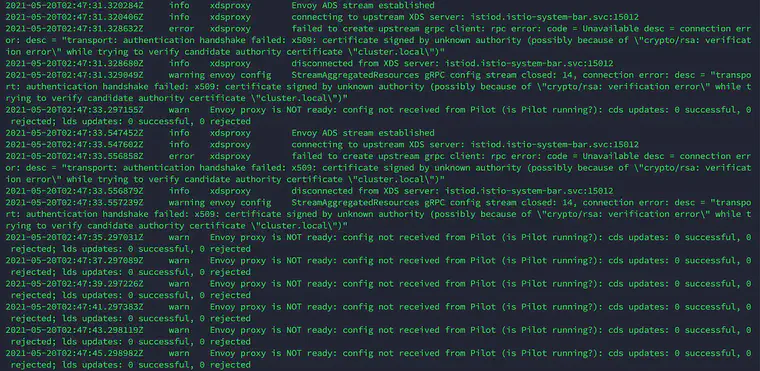 2021-05-20T02:47:31.320284Z info xdsproxy Envoy ADS stream established
2021-05-20T02:47:31.320406Z info xdsproxy connecting to upstream XDS server: istiod.istio-system-bar.svc:15012
2021-05-20T02:47:31.328632Z error xdsproxy failed to create upstream grpc client: rpc error: code = Unavailable desc = connection err
or: desc = "transport: authentication handshake failed: x509: certificate signed by unknown authority (possibly because of \"crypto/rsa: verificat
ion error\" while trying to verify candidate authority certificate \"cluster.local\")"
2021-05-20T02:47:31.328680Z info xdsproxy disconnected from XDS server: istiod.istio-system-bar.svc:15012
2021-05-20T02:47:31.329049Z warning envoy config StreamAggregatedResources gRPC config stream closed: 14, connection error: desc = "transpo
rt: authentication handshake failed: x509: certificate signed by unknown authority (possibly because of \"crypto/rsa: verification error\" while t
rying to verify candidate authority certificate \"cluster.local\")"
2021-05-20T02:47:33.297155Z warn Envoy proxy is NOT ready: config not received from Pilot (is Pilot running?): cds updates: 0 successful, 0
rejected; lds updates: 0 successful, 0 rejected
2021-05-20T02:47:33.547452Z info xdsproxy Envoy ADS stream established
2021-05-20T02:47:33.547602Z info xdsproxy connecting to upstream XDS server: istiod.istio-system-bar.svc:15012
2021-05-20T02:47:33.556858Z error xdsproxy failed to create upstream grpc client: rpc error: code = Unavailable desc = connection err
or: desc = "transport: authentication handshake failed: x509: certificate signed by unknown authority (possibly because of \"crypto/rsa: verificat
ion error\" while trying to verify candidate authority certificate \"cluster.local\")"
2021-05-20T02:47:33.556879Z info xdsproxy disconnected from XDS server: istiod.istio-system-bar.svc:15012
2021-05-20T02:47:33.557239Z warning envoy config StreamAggregatedResources gRPC config stream closed: 14, connection error: desc = "transpo
rt: authentication handshake failed: x509: certificate signed by unknown authority (possibly because of \"crypto/rsa: verification error\" while t
rying to verify candidate authority certificate \"cluster.local\")"
2021-05-20T02:47:35.297031Z warn Envoy proxy is NOT ready: config not received from Pilot (is Pilot running?): cds updates: 0 successful, 0
rejected; lds updates: 0 successful, 0 rejected
2021-05-20T02:47:37.297089Z warn Envoy proxy is NOT ready: config not received from Pilot (is Pilot running?): cds updates: 0 successful, 0
rejected; lds updates: 0 successful, 0 rejected
2021-05-20T02:47:39.297226Z warn Envoy proxy is NOT ready: config not received from Pilot (is Pilot running?): cds updates: 0 successful, 0
rejected; lds updates: 0 successful, 0 rejected
2021-05-20T02:47:41.297383Z warn Envoy proxy is NOT ready: config not received from Pilot (is Pilot running?): cds updates: 0 successful, 0
rejected; lds updates: 0 successful, 0 rejected
2021-05-20T02:47:43.298119Z warn Envoy proxy is NOT ready: config not received from Pilot (is Pilot running?): cds updates: 0 successful, 0
rejected; lds updates: 0 successful, 0 rejected
2021-05-20T02:47:45.298982Z warn Envoy proxy is NOT ready: config not received from Pilot (is Pilot running?): cds updates: 0 successful, 0
rejected; lds updates: 0 successful, 0 rejected